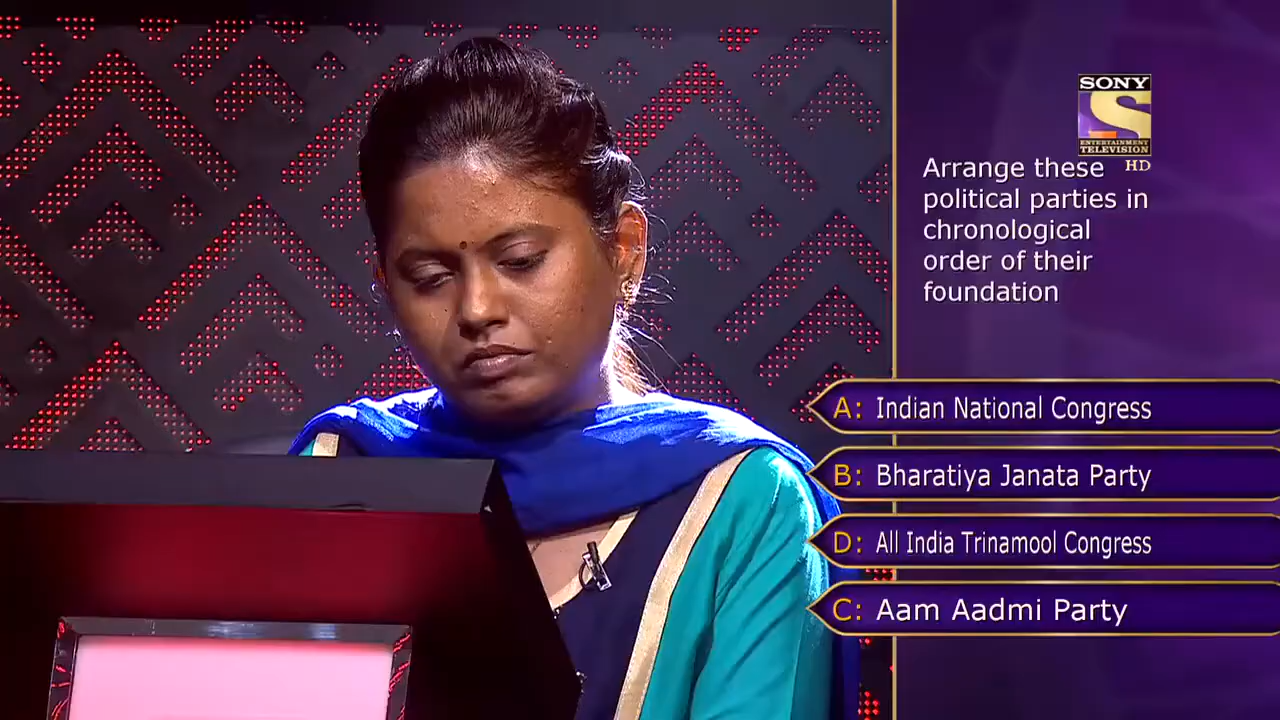 SONY
S
ENTERTAINMENT
TELEVISION
HD
Arrange these
political parties in
chronological
order of their
foundation
A: Indian National Congress
B: Bharatiya Janata Party
D: All India Trinamool Congress
C: Aam Aadmi Party